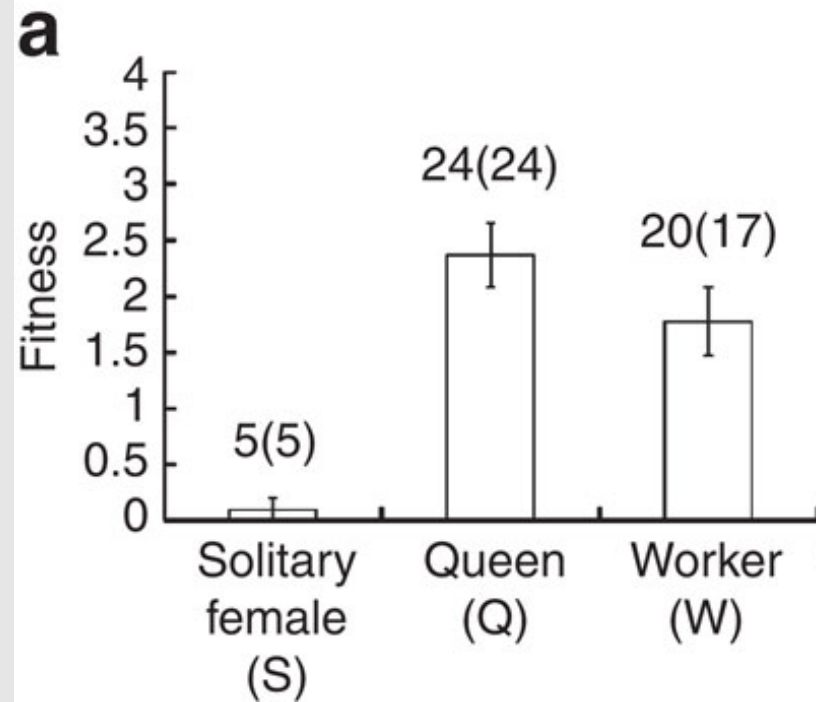 a
Fitness
4
3.5
3
2.5
2
1.5
1
0.5
0
5(5)
24(24)
20(17)
Solitary
female
(S)
Queen
(Q)
Worker
(W)